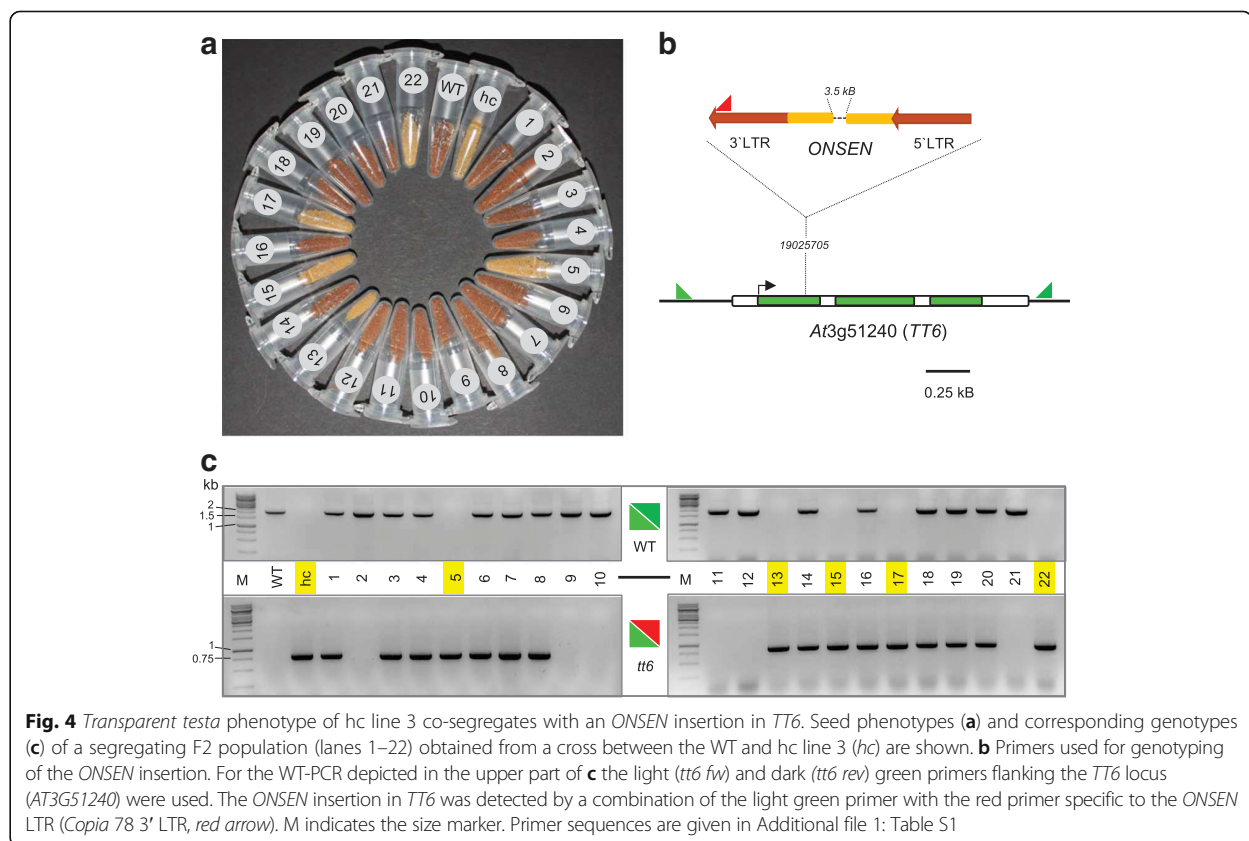 a
22
WT
hc
1
2
3
4
5
6
7
8
9
10
11
12
13
14
15
16
17
18
19
20
21
b
3.5 kB
3`LTR
ONSEN
5`LTR
19025705
At3g51240 (TT6)
0.25 kB
c
kb
2
1.5
1
WT
M WT hc 1 2 3 4 5 6 7 8 9 10
M 11 12 13 14 15 16 17 18 19 20 21 22
1
0.75
tt6
Fig. 4 Transparent testa phenotype of hc line 3 co-segregates with an ONSEN insertion in TT6. Seed phenotypes (a) and corresponding genotypes
(c) of a segregating F2 population (lanes 1–22) obtained from a cross between the WT and hc line 3 (hc) are shown. b Primers used for genotyping
of the ONSEN insertion. For the WT-PCR depicted in the upper part of c the light (tt6 fw) and dark (tt6 rev) green primers flanking the TT6 locus
(AT3G51240) were used. The ONSEN insertion in TT6 was detected by a combination of the light green primer with the red primer specific to the ONSEN
LTR (Copia 78 3′ LTR, red arrow). M indicates the size marker. Primer sequences are given in Additional file 1: Table S1